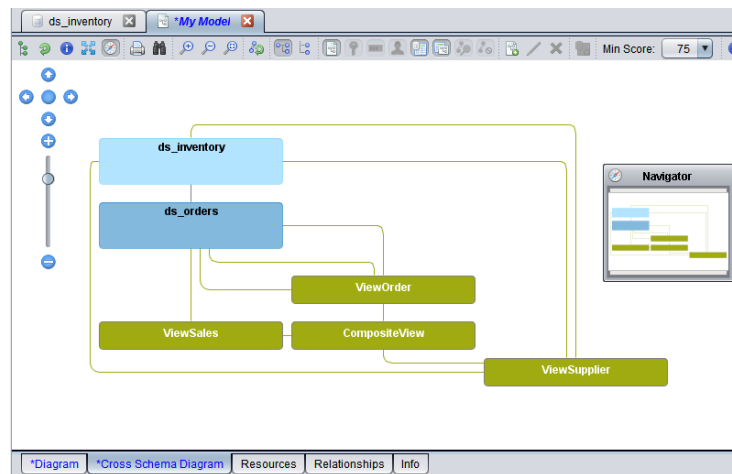 ds_inventory
*My Model
Min Score: 75
ds_inventory
Navigator
ds_orders
ViewOrder
ViewSales
CompositeView
ViewSupplier
*Diagram *Cross Schema Diagram Resources Relationships Info